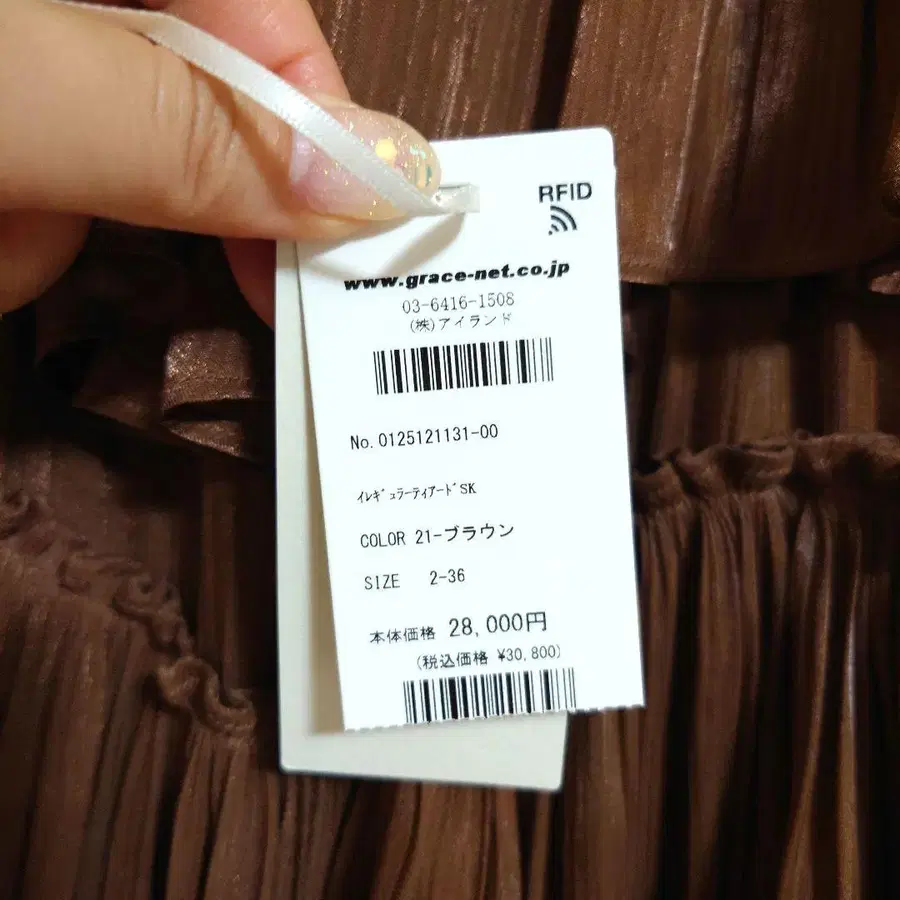 RFID
www.grace-net.co.jp
03-6416-1508
(株)アイランド
No.0125121131-00
ｲﾚｷﾞｭﾗｰﾃｨｱｰﾄﾞSK
COLOR 21-ブラウン
SIZE 2-36
本体価格 28,000円
(税込価格 ¥30,800)